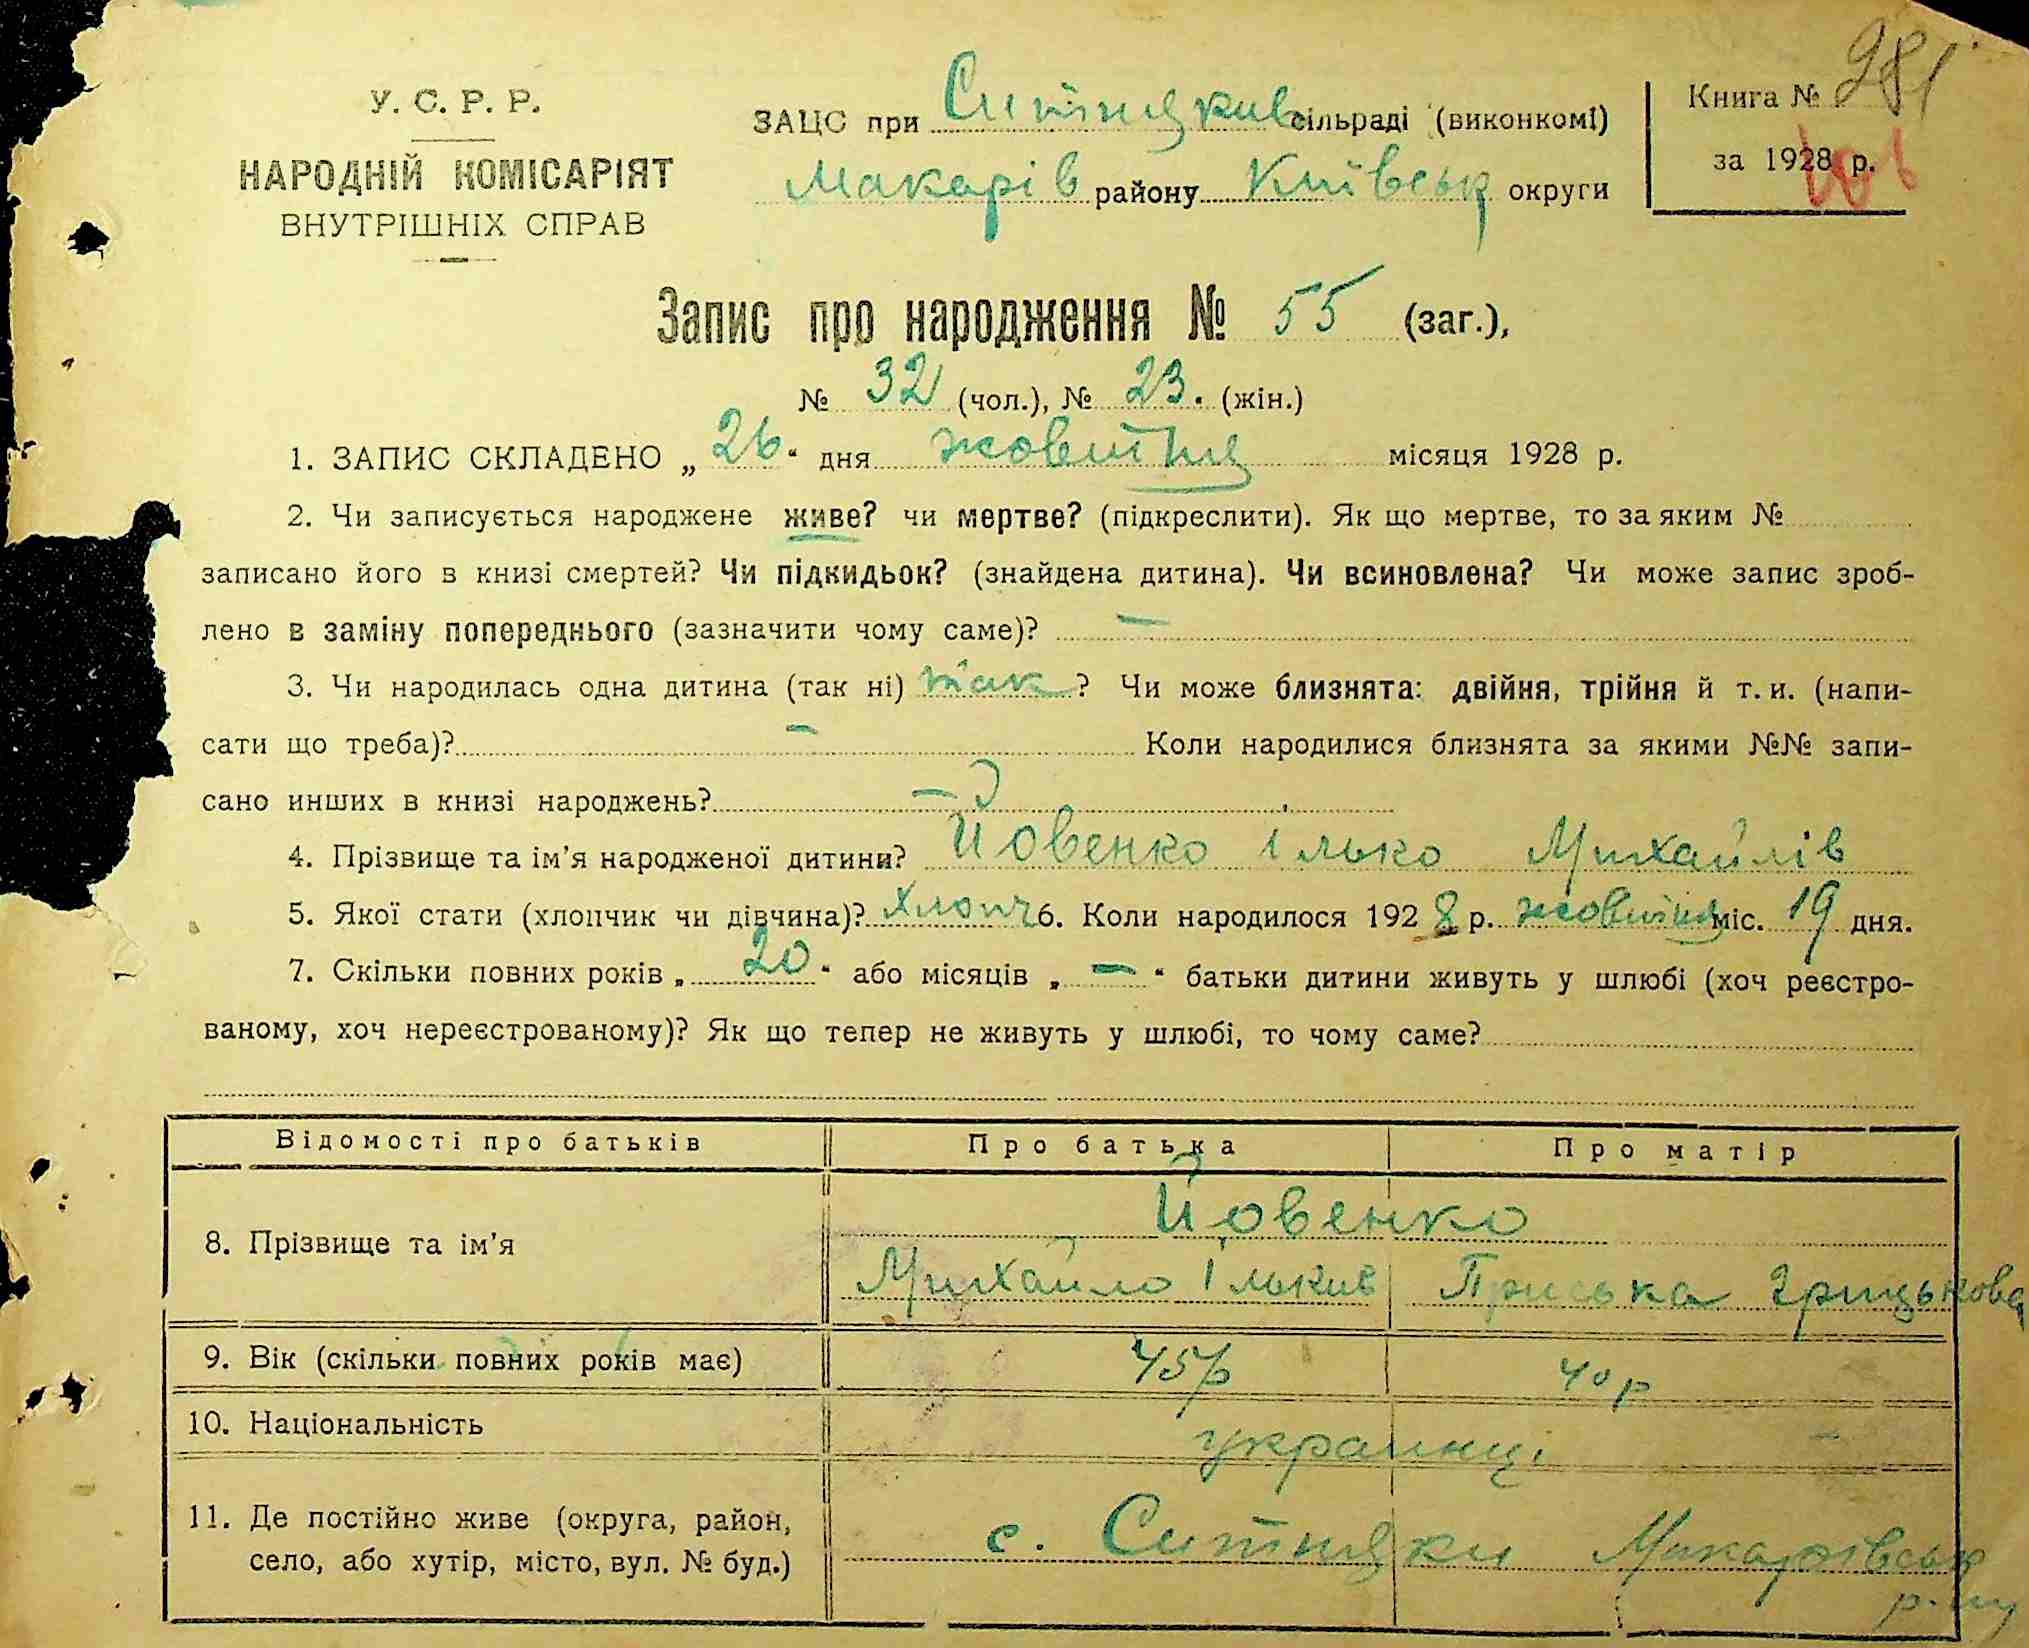 981
У. С. Р. Р.
НАРОДНІЙ КОМІСАРІЯТ
ВНУТРІШНІХ СПРАВ
ЗАЦС при Ситняків сільраді (виконкомі)
Макарів району Київськ округи
Книга №
за 1928 р.
Запис про народження № 55 (заг.),
№ 32 (чол.), № 23. (жін.)
1. ЗАПИС СКЛАДЕНО „ 26 “ дня жовтня місяця 1928 р.
2. Чи записується народжене живе? чи мертве? (підкреслити). Як що мертве, то за яким №
записано його в книзі смертей? Чи підкидьок? (знайдена дитина). Чи всиновлена? Чи може запис зроб-
лено в заміну попереднього (зазначити чому саме)? —
3. Чи народилась одна дитина (так ні) так ? Чи може близнята: двійня, трійня й т. и. (напи-
сати що треба)? — Коли народилися близнята за якими №№ запи-
сано инших в книзі народжень? —
4. Прізвище та ім’я народженої дитини? Йовенко Ілько Михайлів
5. Якої стати (хлопчик чи дівчина)? хлопч 6. Коли народилося 1928 р. жовтня міс. 19 дня.
7. Скільки повних років „ 20 “ або місяців „ — “ батьки дитини живуть у шлюбі (хоч реєстро-
ваному, хоч нереєстрованому)? Як що тепер не живуть у шлюбі, то чому саме?
Відомості про батьків Про батька Про матір
8. Прізвище та ім’я Йовенко
Михайло Ільків Приська Грицькова
9. Вік (скільки повних років має) 45р 40р
10. Національність украинці
11. Де постійно живе (округа, район,
село, або хутір, місто, вул. № буд.) с. Ситняки Макарівськ
р-ну